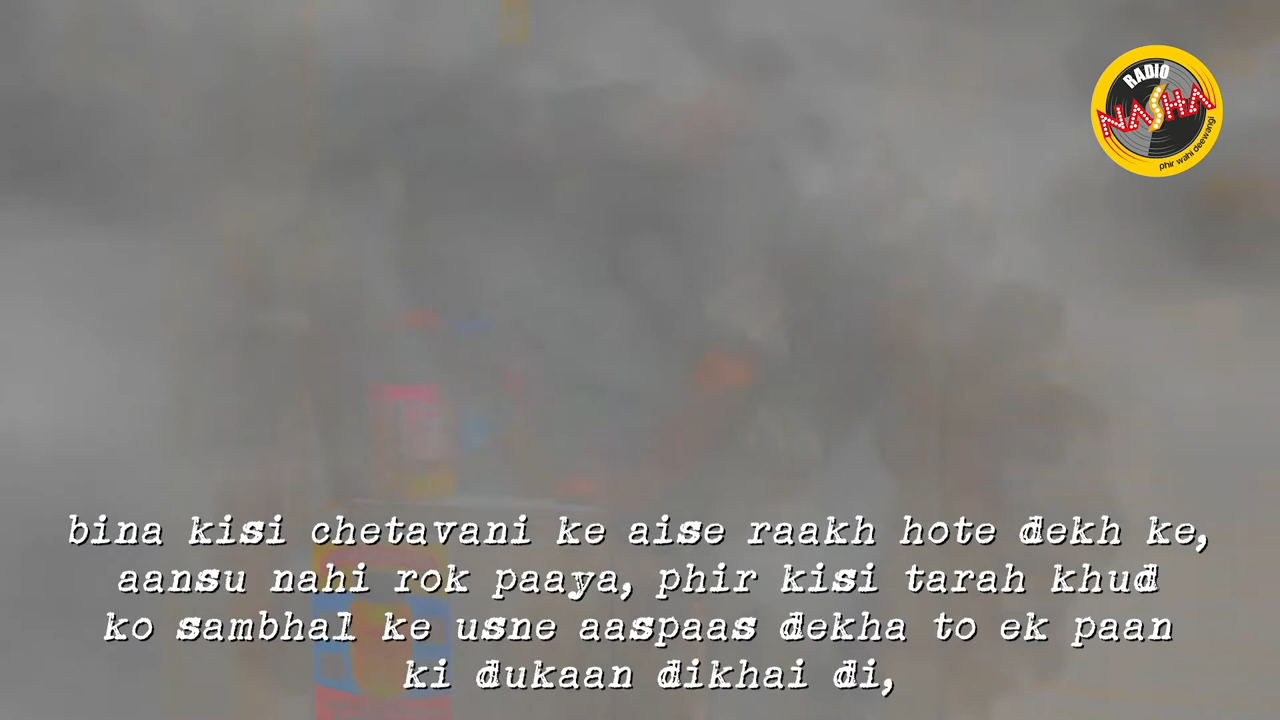 RADIO
NASHA
phir wahi deewangi
bina kisi chetavani ke aise raakh hote dekh ke,
aansu nahi rok paaya, phir kisi tarah khud
ko sambhal ke usne aaspaas dekha to ek paan
ki dukaan dikhai di,